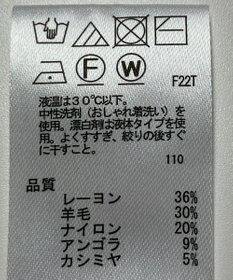 F
W
F22T
液温は30℃以下。
中性洗剤(おしゃれ着洗い)を
使用。漂白剤は液体タイプを使
用。よくすすぎ、絞りの後すぐ
に干すこと。
110
品質
レーヨン 36%
羊毛 30%
ナイロン 20%
アンゴラ 9%
カシミヤ 5%